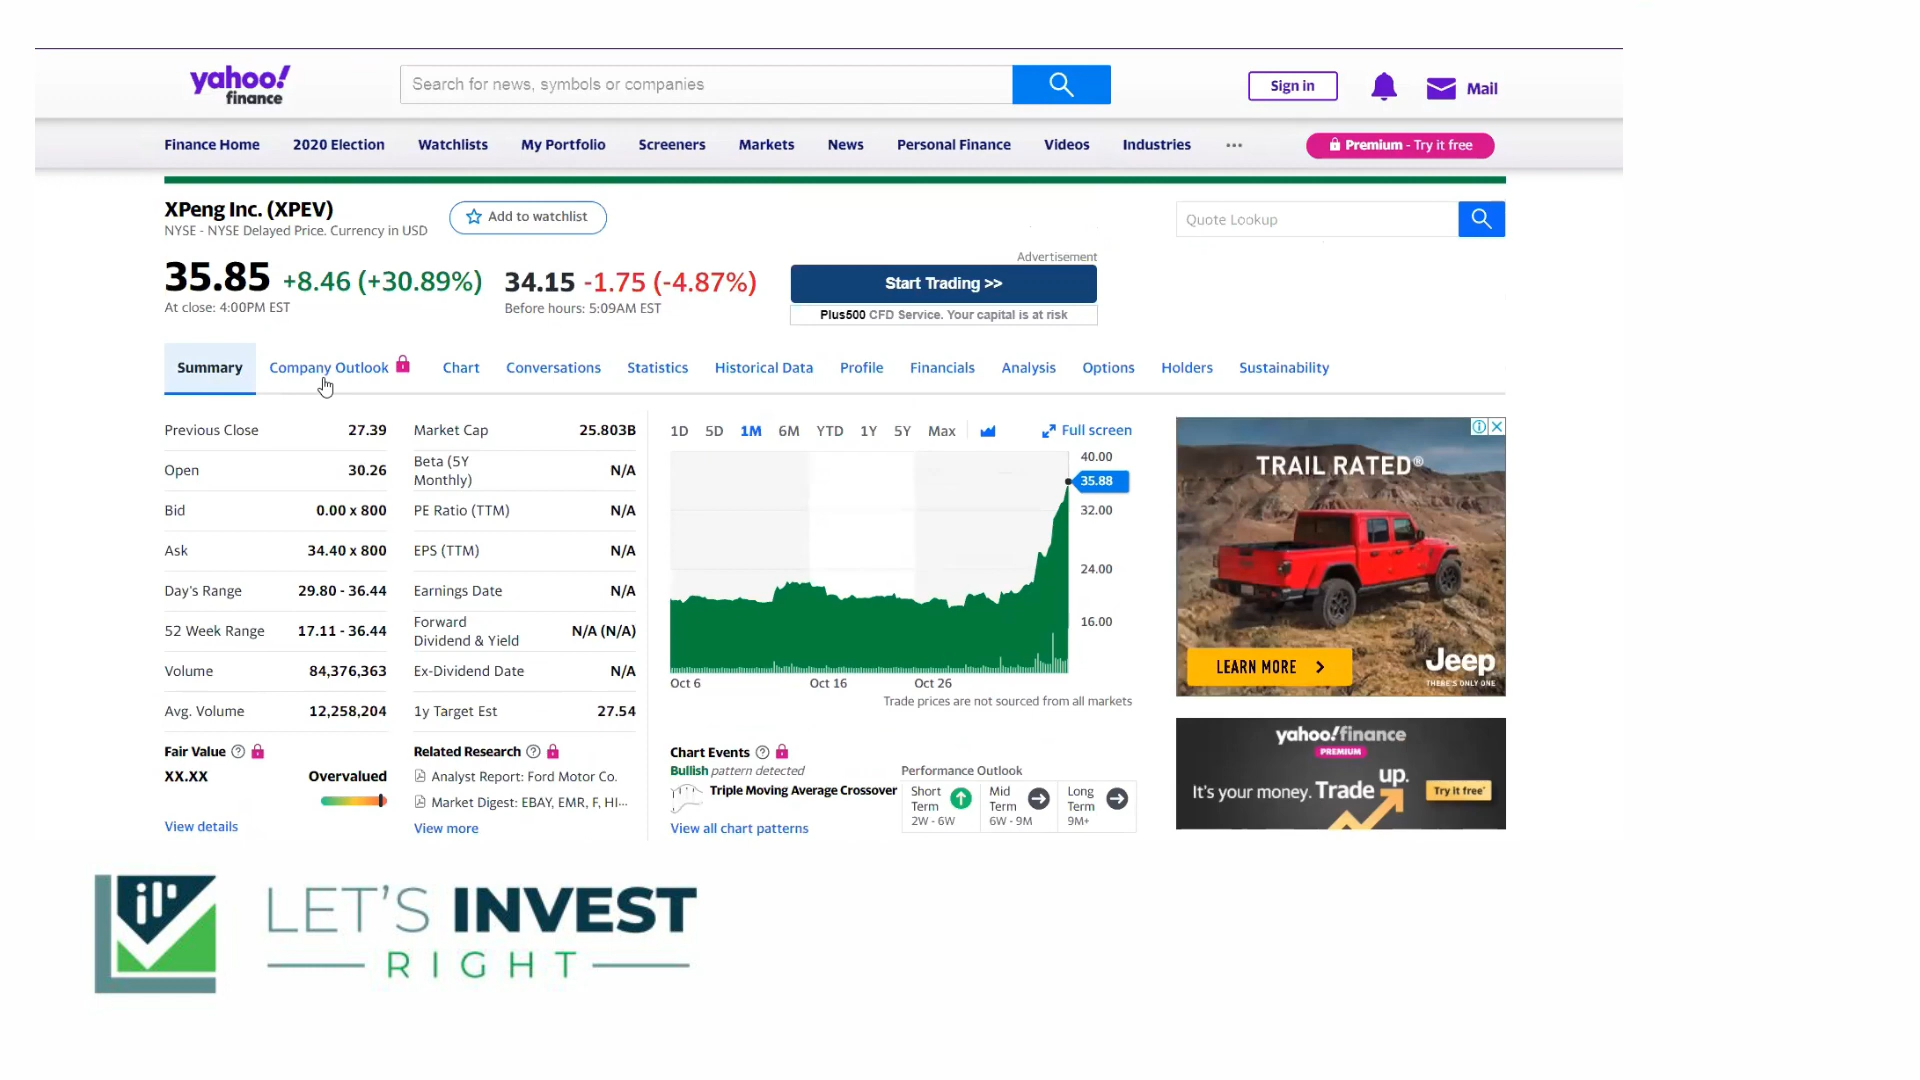 yahoo!
finance
Search for news, symbols or companies
Sign in
Mail
Finance Home 2020 Election Watchlists My Portfolio Screeners Markets News Personal Finance Videos Industries ... Premium - Try it free
XPeng Inc. (XPEV)
NYSE - NYSE Delayed Price. Currency in USD
Add to watchlist
Quote Lookup
35.85 +8.46 (+30.89%)
At close: 4:00PM EST
34.15 -1.75 (-4.87%)
Before hours: 5:09AM EST
Advertisement
Start Trading >>
Plus500 CFD Service. Your capital is at risk
Summary Company Outlook Chart Conversations Statistics Historical Data Profile Financials Analysis Options Holders Sustainability
Previous Close 27.39
Open 30.26
Bid 0.00 x 800
Ask 34.40 x 800
Day's Range 29.80 - 36.44
52 Week Range 17.11 - 36.44
Volume 84,376,363
Avg. Volume 12,258,204
Market Cap 25.803B
Beta (5Y
Monthly) N/A
PE Ratio (TTM) N/A
EPS (TTM) N/A
Earnings Date N/A
Forward
Dividend & Yield N/A (N/A)
Ex-Dividend Date N/A
1y Target Est 27.54
1D 5D 1M 6M YTD 1Y 5Y Max Full screen
40.00
35.88
32.00
24.00
16.00
Oct 6 Oct 16 Oct 26
Trade prices are not sourced from all markets
Fair Value
XX.XX Overvalued
View details
Related Research
Analyst Report: Ford Motor Co.
Market Digest: EBAY, EMR, F, HI...
View more
Chart Events
Bullish pattern detected
Triple Moving Average Crossover
View all chart patterns
Performance Outlook
Short
Term
2W - 6W
Mid
Term
6W - 9M
Long
Term
9M+
TRAIL RATED®
LEARN MORE
Jeep
THERE'S ONLY ONE
yahoo!finance
PREMIUM
It's your money. Trade up.
Try it free*
LET'S INVEST
RIGHT